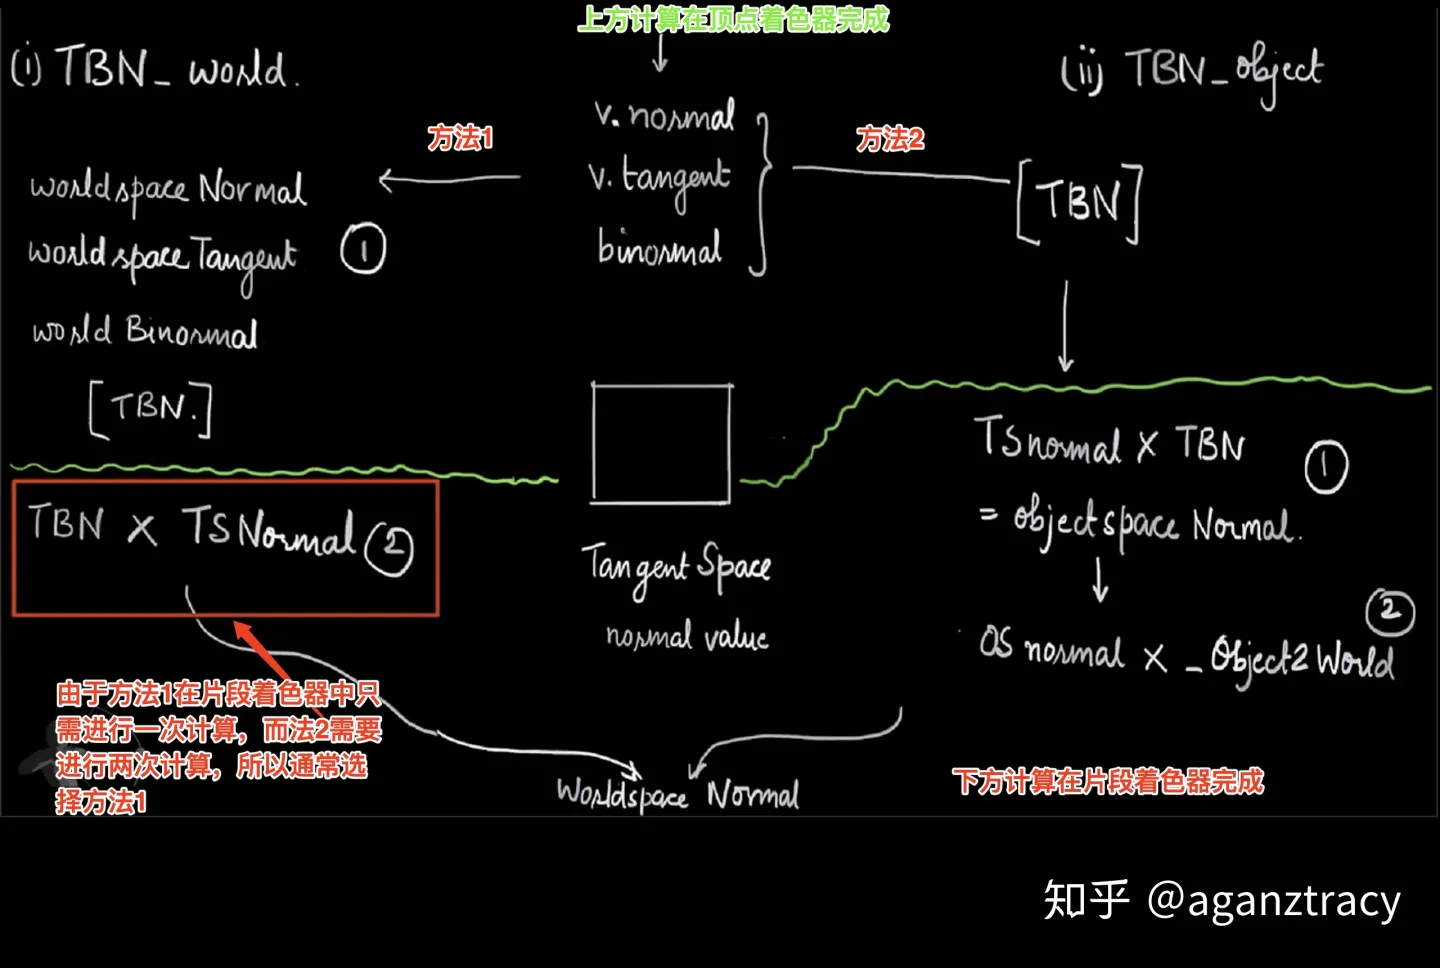 上方计算在顶点着色器完成
(i) TBN_ world.
(ii) TBN_object
方法1
v. normal
v. tangent
binormal
方法2
worldspace Normal
worldspace Tangent ①
world Binormal
[TBN.]
[TBN]
TBN X TSNormal ②
Tangent Space
normal value
TSnormal X TBN ①
= objectspace Normal.
OS normal X _Object2World ②
由于方法1在片段着色器中只
需进行一次计算，而法2需要
进行两次计算，所以通常选
择方法1
Worldspace Normal
下方计算在片段着色器完成
知乎 @aganztracy